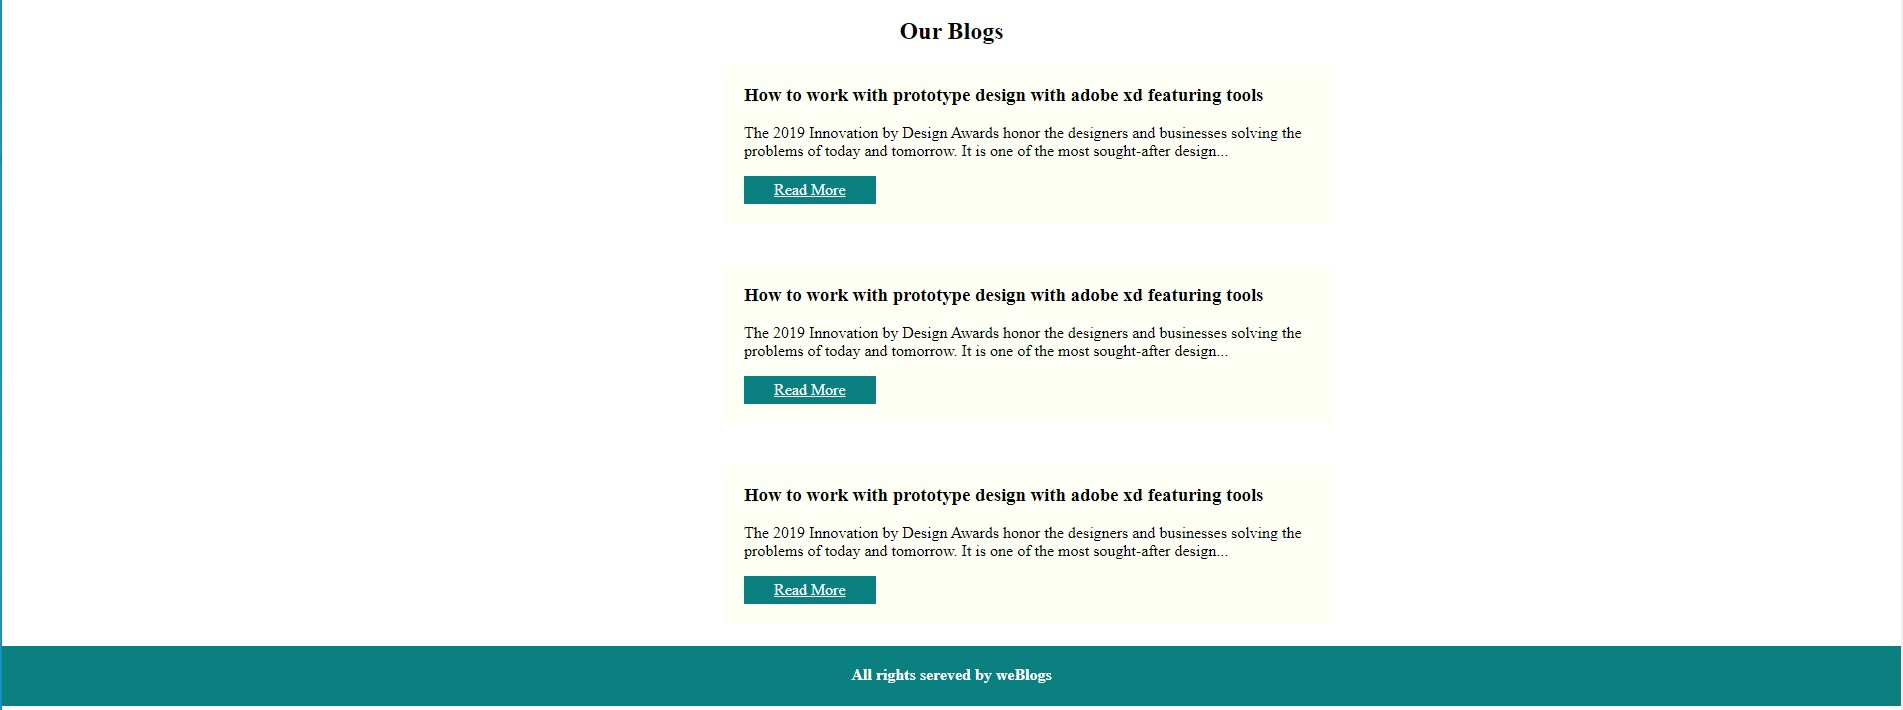 Our Blogs
How to work with prototype design with adobe xd featuring tools
The 2019 Innovation by Design Awards honor the designers and businesses solving the
problems of today and tomorrow. It is one of the most sought-after design...
Read More
How to work with prototype design with adobe xd featuring tools
The 2019 Innovation by Design Awards honor the designers and businesses solving the
problems of today and tomorrow. It is one of the most sought-after design...
Read More
How to work with prototype design with adobe xd featuring tools
The 2019 Innovation by Design Awards honor the designers and businesses solving the
problems of today and tomorrow. It is one of the most sought-after design...
Read More
All rights sereved by weBlogs